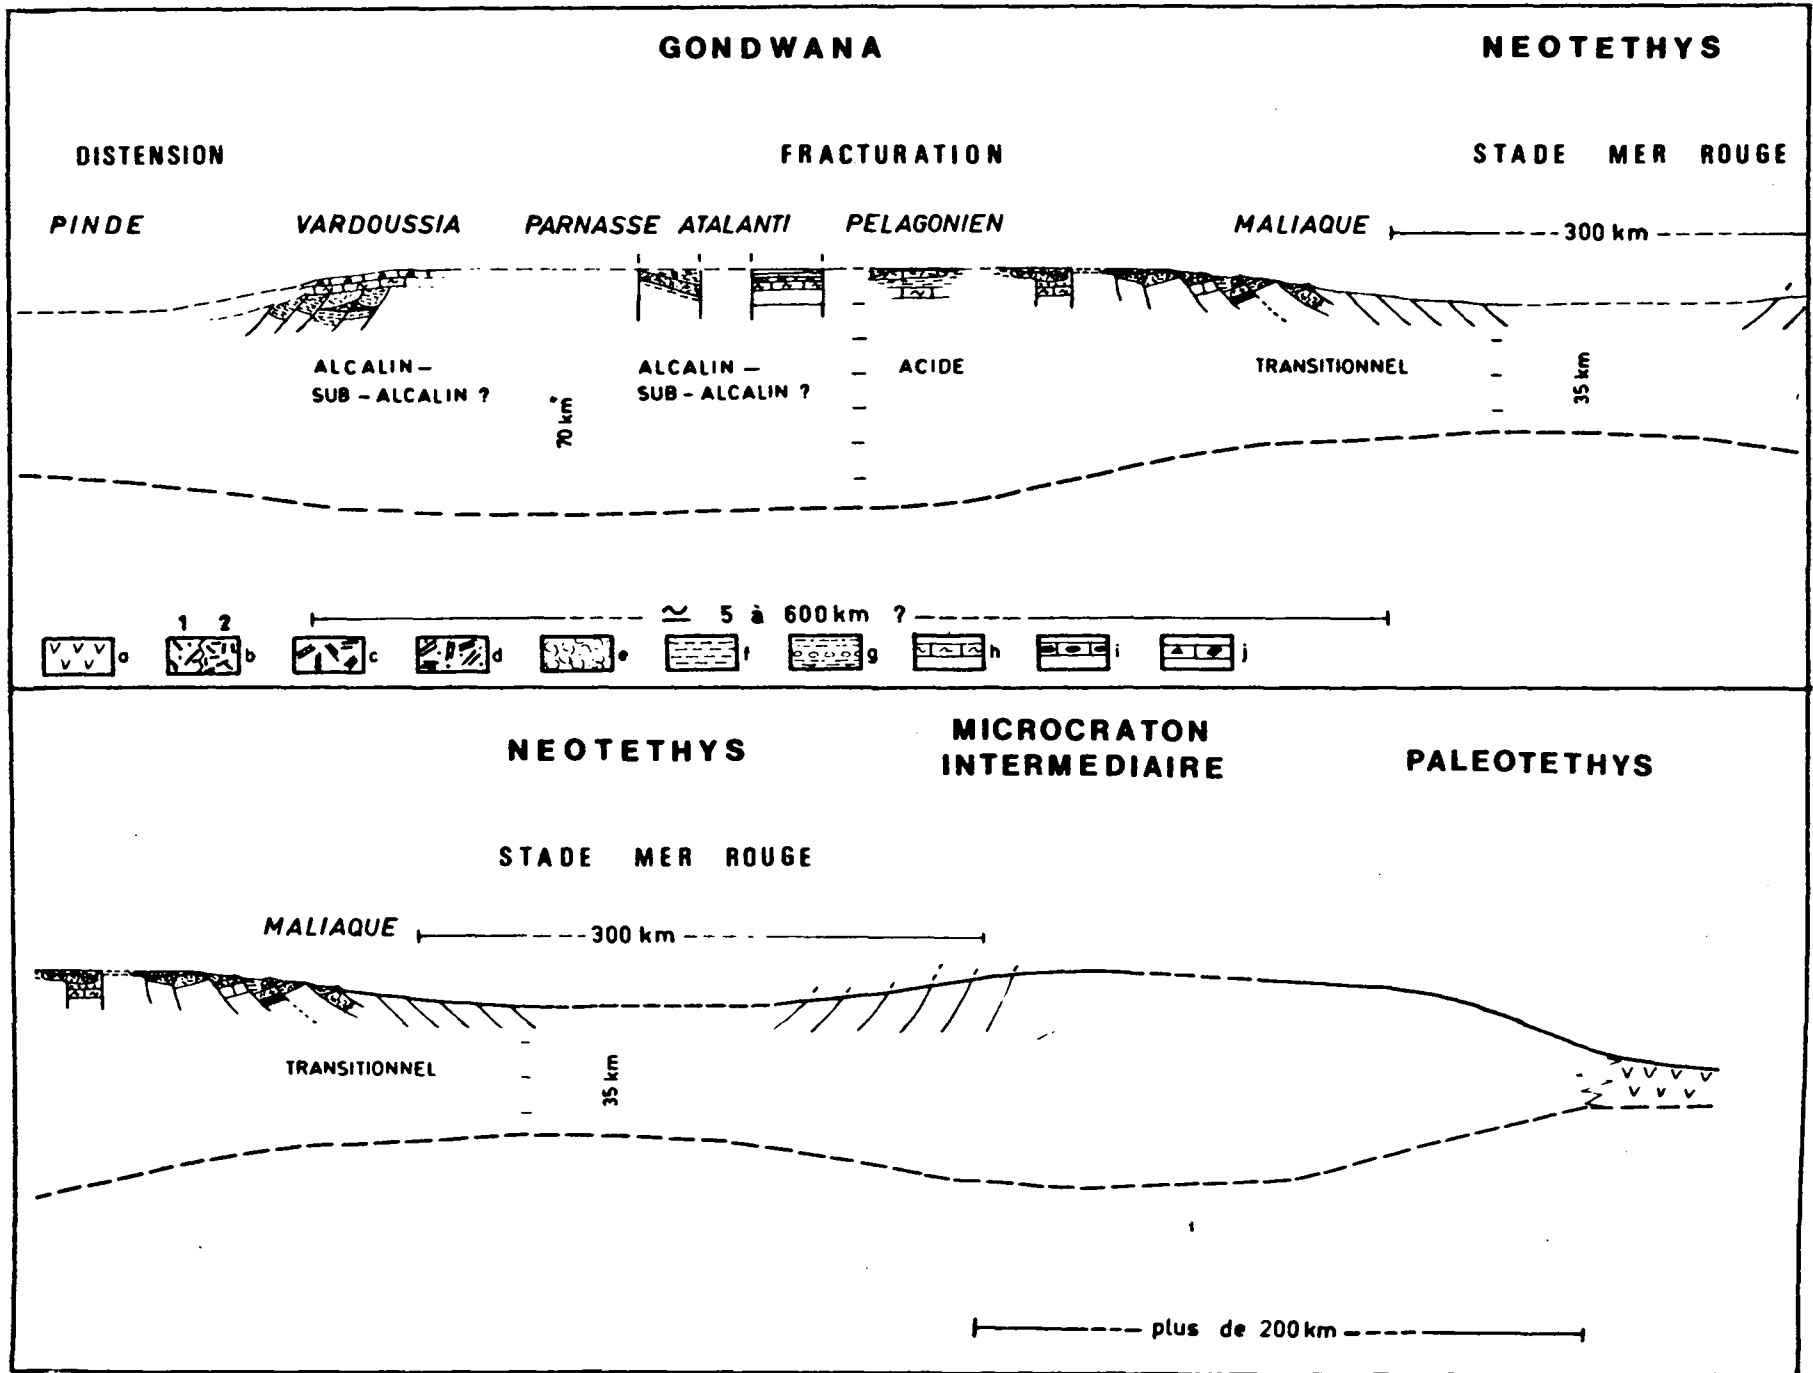 GONDWANA NEOTETHYS
DISTENSION FRACTURATION STADE MER ROUGE
PINDE VARDOUSSIA PARNASSE ATALANTI PELAGONIEN MALIAQUE 300 km
ALCALIN –
SUB – ALCALIN ?
70 km
ALCALIN –
SUB – ALCALIN ?
ACIDE
TRANSITIONNEL
35 km
≃ 5 à 600 km ?
1 2
a b c d e f g h i j
NEOTETHYS
MICROCRATON
INTERMEDIAIRE
PALEOTETHYS
STADE MER ROUGE
MALIAQUE 300 km
TRANSITIONNEL
35 km
plus de 200 km